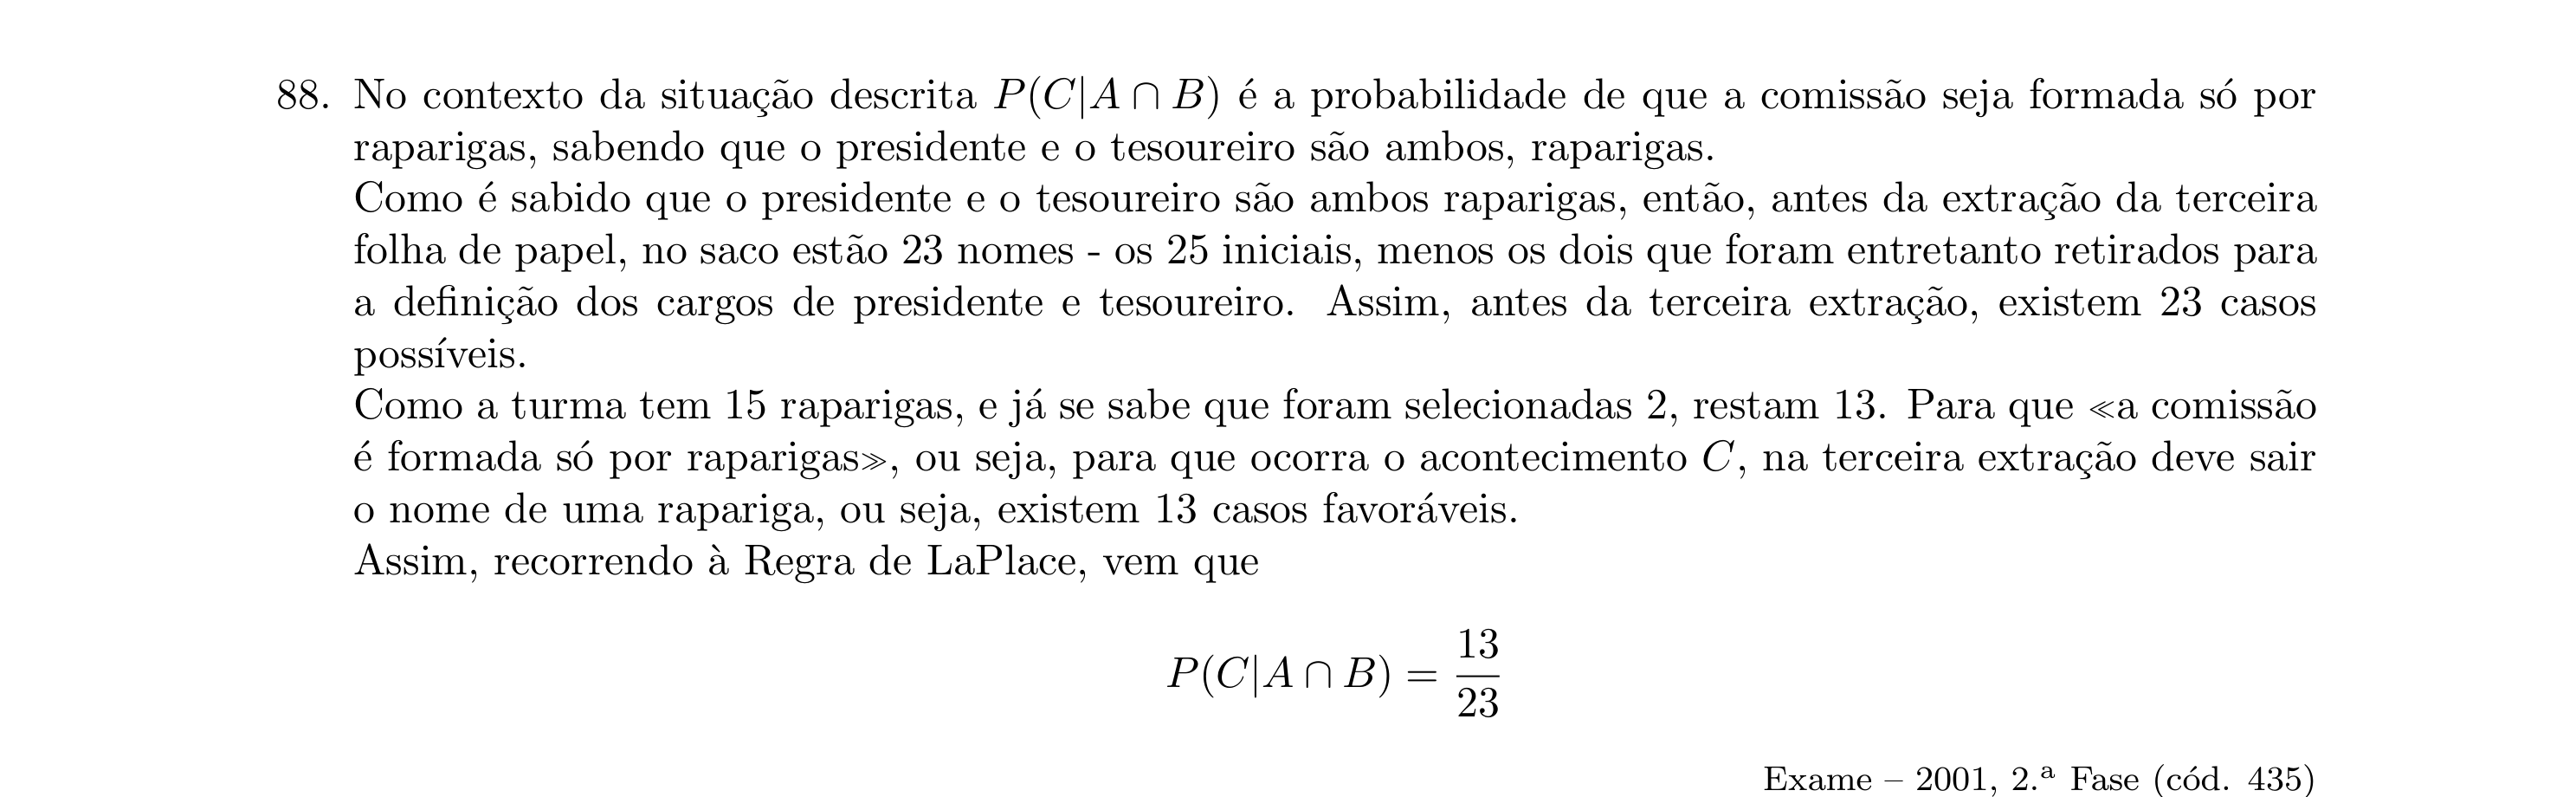 88. No contexto da situação descrita P(C|A ∩ B) é a probabilidade de que a comissão seja formada só por
raparigas, sabendo que o presidente e o tesoureiro são ambos, raparigas.
Como é sabido que o presidente e o tesoureiro são ambos raparigas, então, antes da extração da terceira
folha de papel, no saco estão 23 nomes - os 25 iniciais, menos os dois que foram entretanto retirados para
a definição dos cargos de presidente e tesoureiro. Assim, antes da terceira extração, existem 23 casos
possíveis.
Como a turma tem 15 raparigas, e já se sabe que foram selecionadas 2, restam 13. Para que ≪a comissão
é formada só por raparigas≫, ou seja, para que ocorra o acontecimento C, na terceira extração deve sair
o nome de uma rapariga, ou seja, existem 13 casos favoráveis.
Assim, recorrendo à Regra de LaPlace, vem que
P(C|A ∩ B) = 13/23
Exame – 2001, 2.ª Fase (cód. 435)